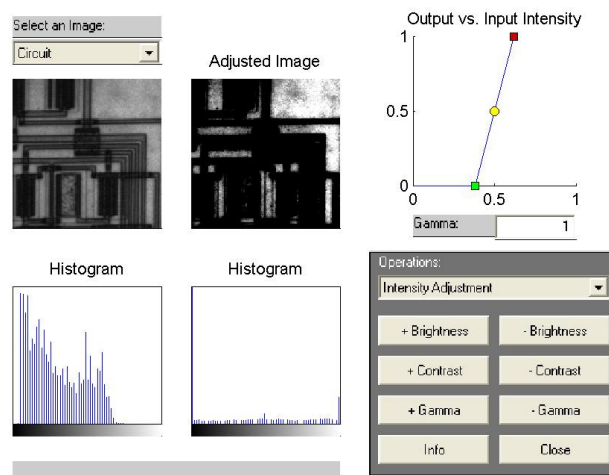 Select an Image:
Circuit
Adjusted Image
Output vs. Input Intensity
1
0.5
0
0
0.5
1
Gamma:
1
Histogram
Histogram
Operations:
Intensity Adjustment
+ Brightness
- Brightness
+ Contrast
- Contrast
+ Gamma
- Gamma
Info
Close